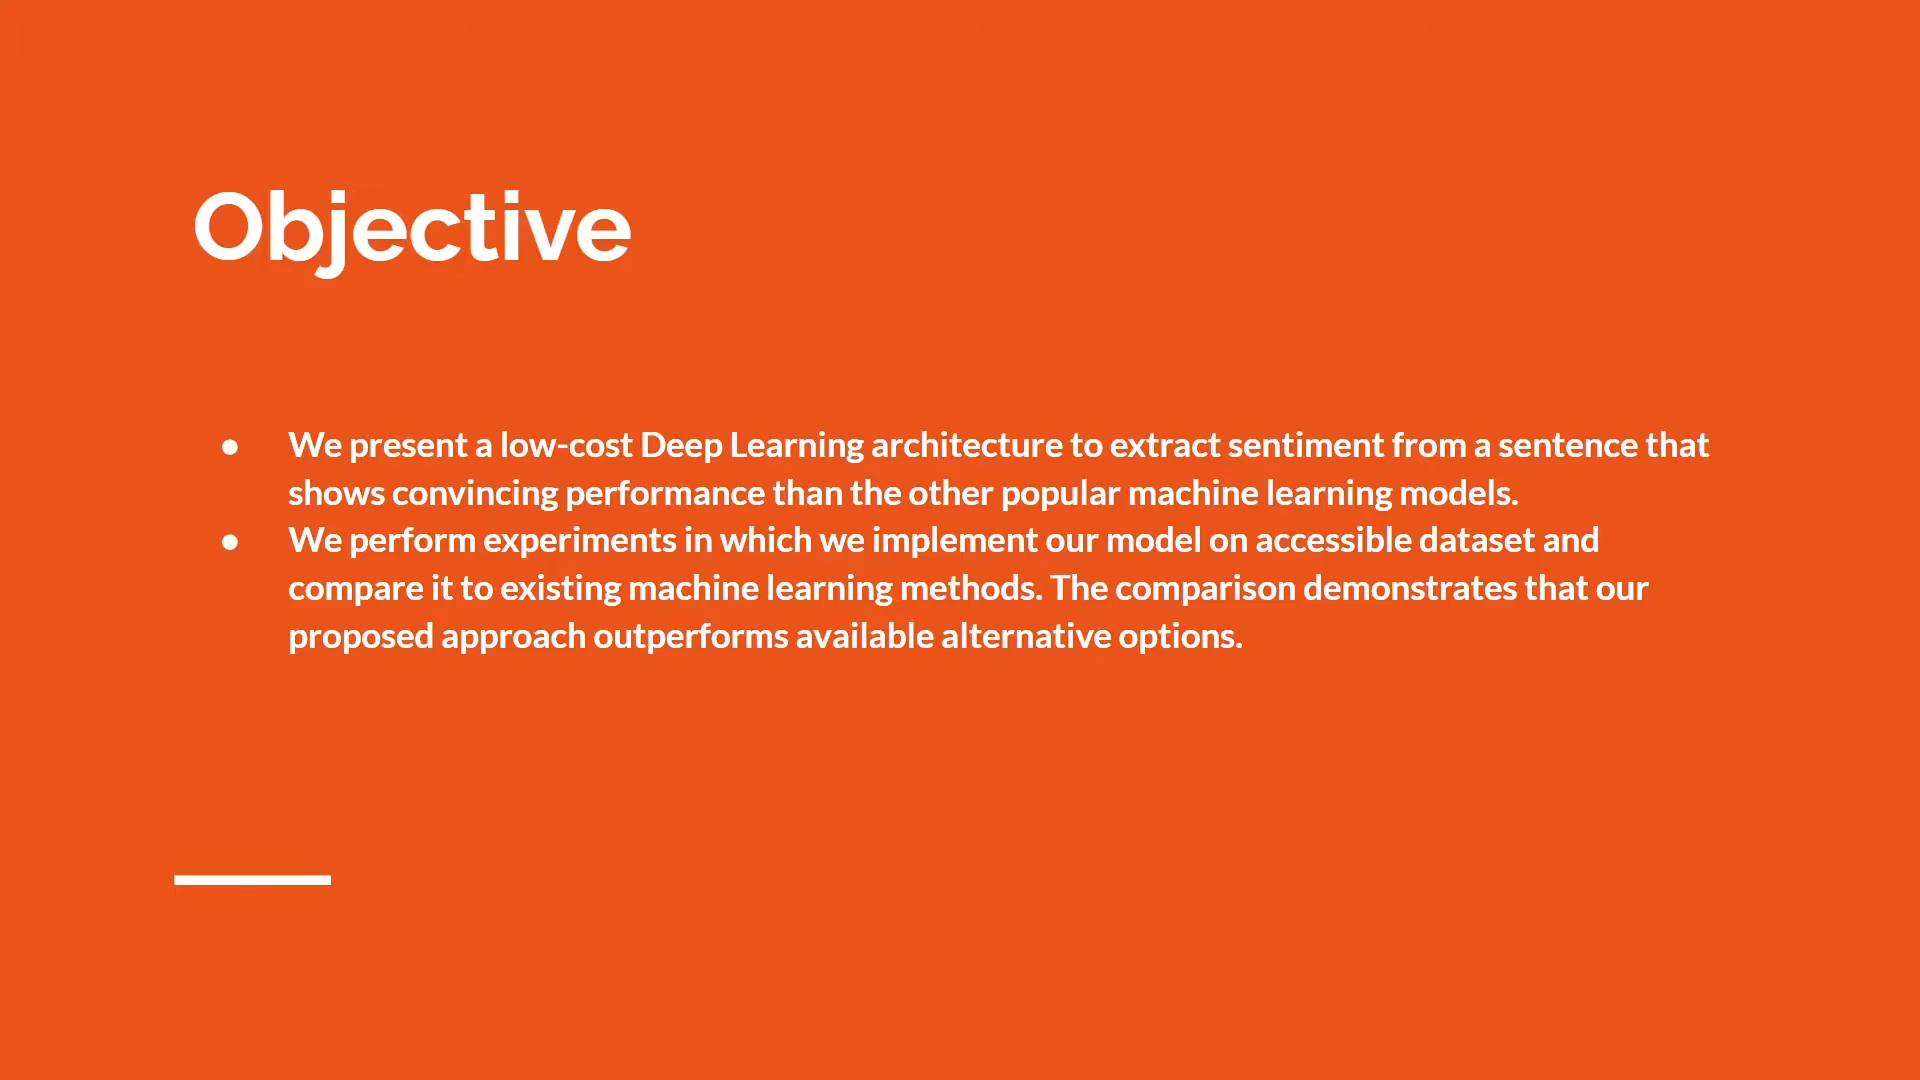 Objective
● We present a low-cost Deep Learning architecture to extract sentiment from a sentence that
shows convincing performance than the other popular machine learning models.
● We perform experiments in which we implement our model on accessible dataset and
compare it to existing machine learning methods. The comparison demonstrates that our
proposed approach outperforms available alternative options.